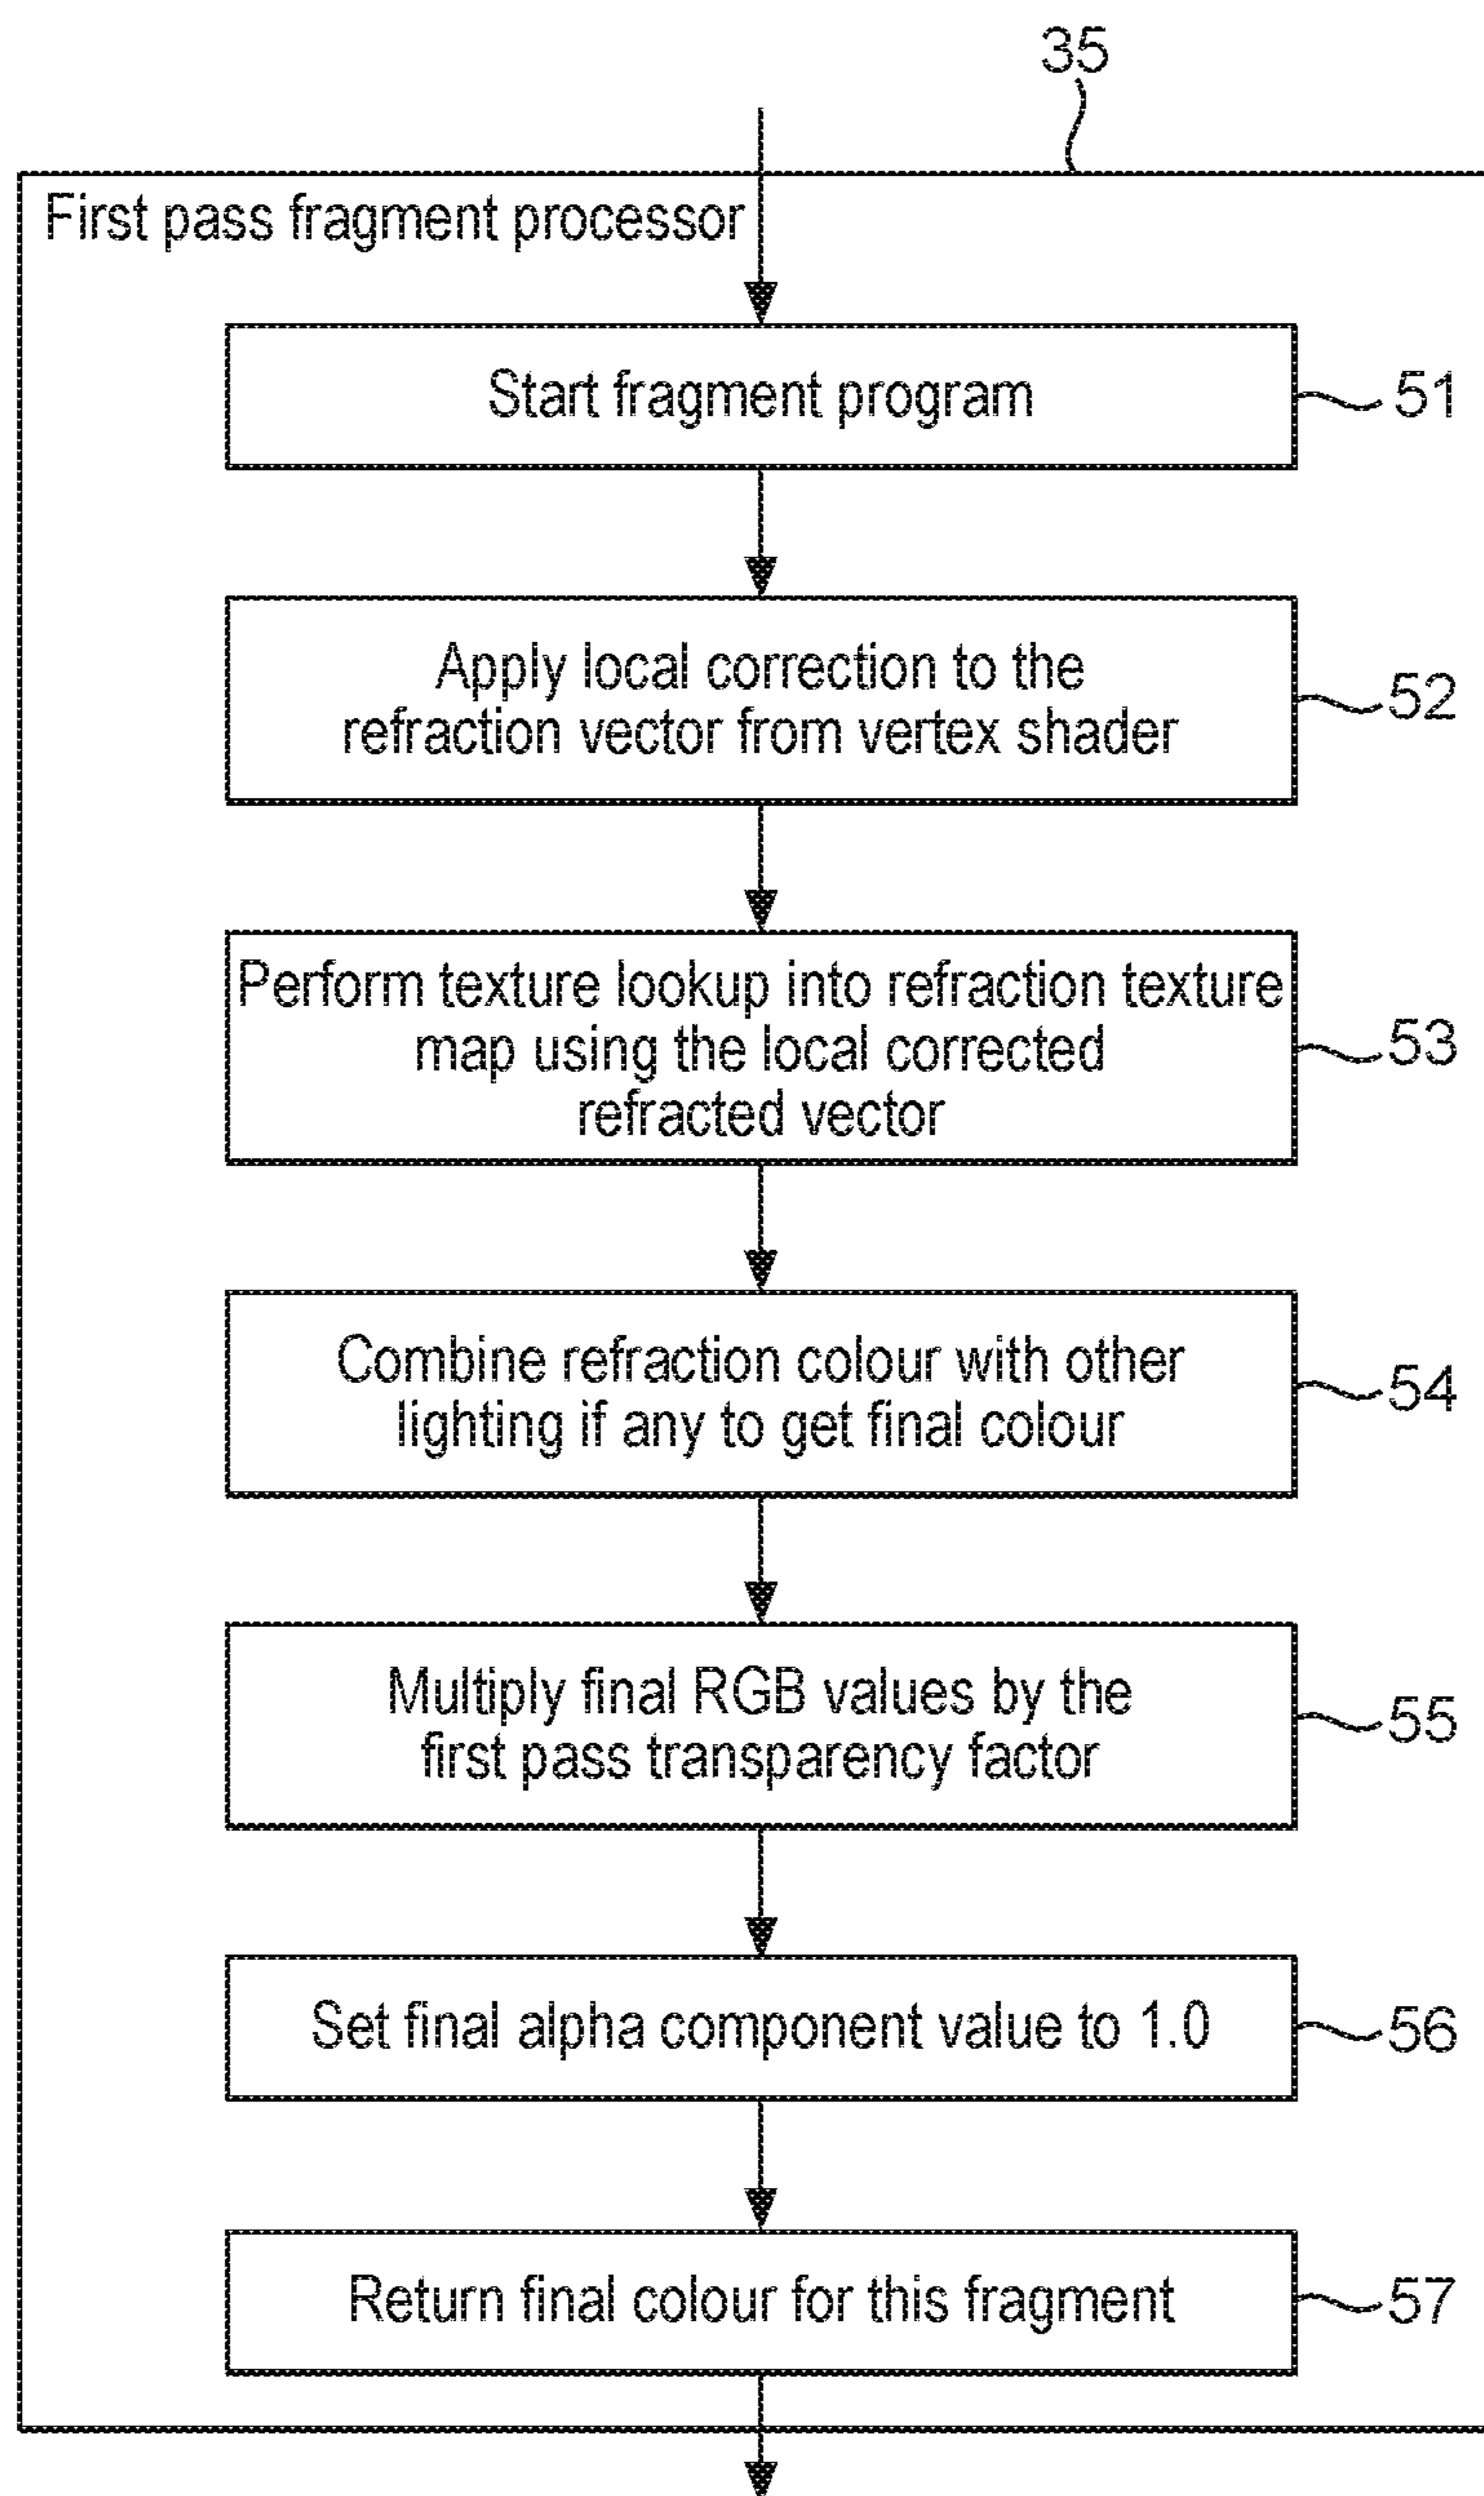 35
First pass fragment processor
Start fragment program
51
Apply local correction to the
refraction vector from vertex shader
52
Perform texture lookup into refraction texture
map using the local corrected
refracted vector
53
Combine refraction colour with other
lighting if any to get final colour
54
Multiply final RGB values by the
first pass transparency factor
55
Set final alpha component value to 1.0
56
Return final colour for this fragment
57